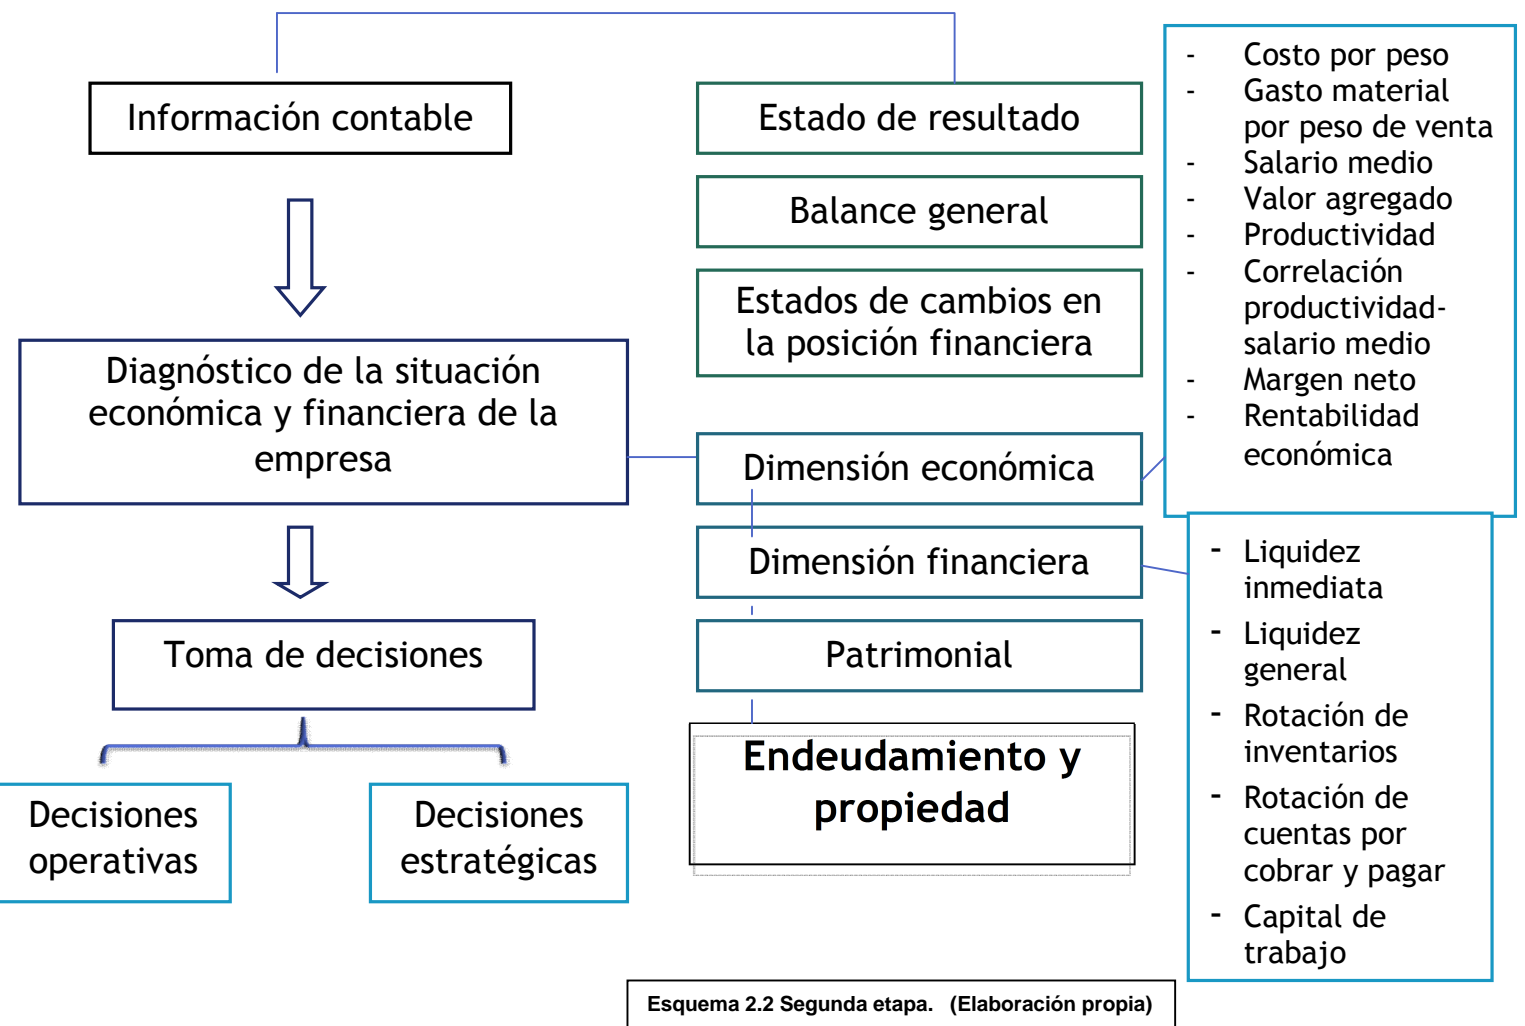 Información contable
Diagnóstico de la situación
económica y financiera de la
empresa
Toma de decisiones
Decisiones
operativas
Decisiones
estratégicas
Estado de resultado
Balance general
Estados de cambios en
la posición financiera
Dimensión económica
Dimensión financiera
Patrimonial
Endeudamiento y
propiedad
- Costo por peso
- Gasto material
por peso de venta
- Salario medio
- Valor agregado
- Productividad
- Correlación
productividad-
salario medio
- Margen neto
- Rentabilidad
económica
- Liquidez
inmediata
- Liquidez
general
- Rotación de
inventarios
- Rotación de
cuentas por
cobrar y pagar
- Capital de
trabajo
Esquema 2.2 Segunda etapa. (Elaboración propia)